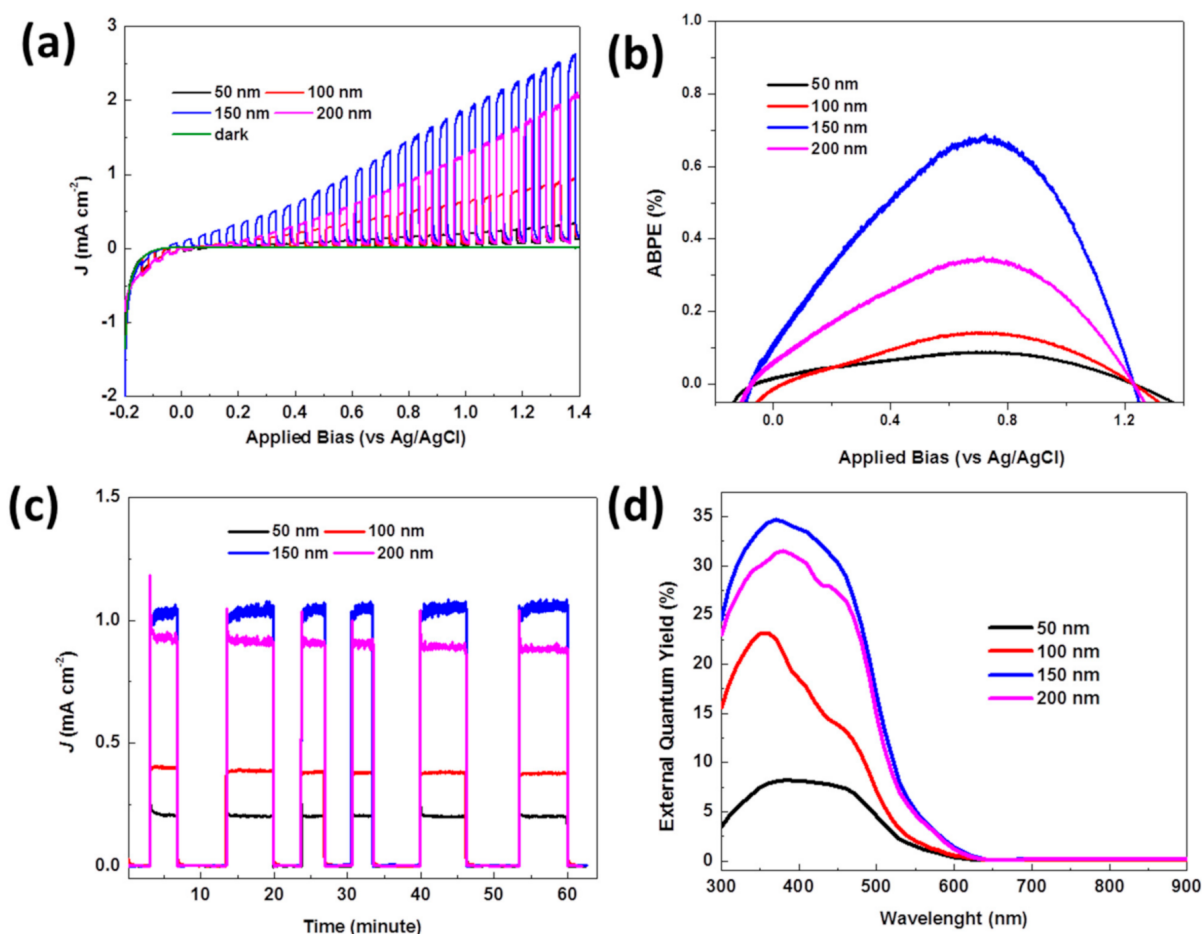 (a)
3
2
1
0
-1
-2
J (mA cm-2)
50 nm 100 nm
150 nm 200 nm
dark
-0.2 0.0 0.2 0.4 0.6 0.8 1.0 1.2 1.4
Applied Bias (vs Ag/AgCl)
(b)
1.0
0.8
0.6
0.4
0.2
0.0
ABPE (%)
50 nm
100 nm
150 nm
200 nm
0.0 0.4 0.8 1.2
Applied Bias (vs Ag/AgCl)
(c)
1.5
1.0
0.5
0.0
J (mA cm-2)
50 nm 100 nm
150 nm 200 nm
10 20 30 40 50 60
Time (minute)
(d)
35
30
25
20
15
10
5
0
External Quantum Yield (%)
50 nm
100 nm
150 nm
200 nm
300 400 500 600 700 800 900
Wavelenght (nm)